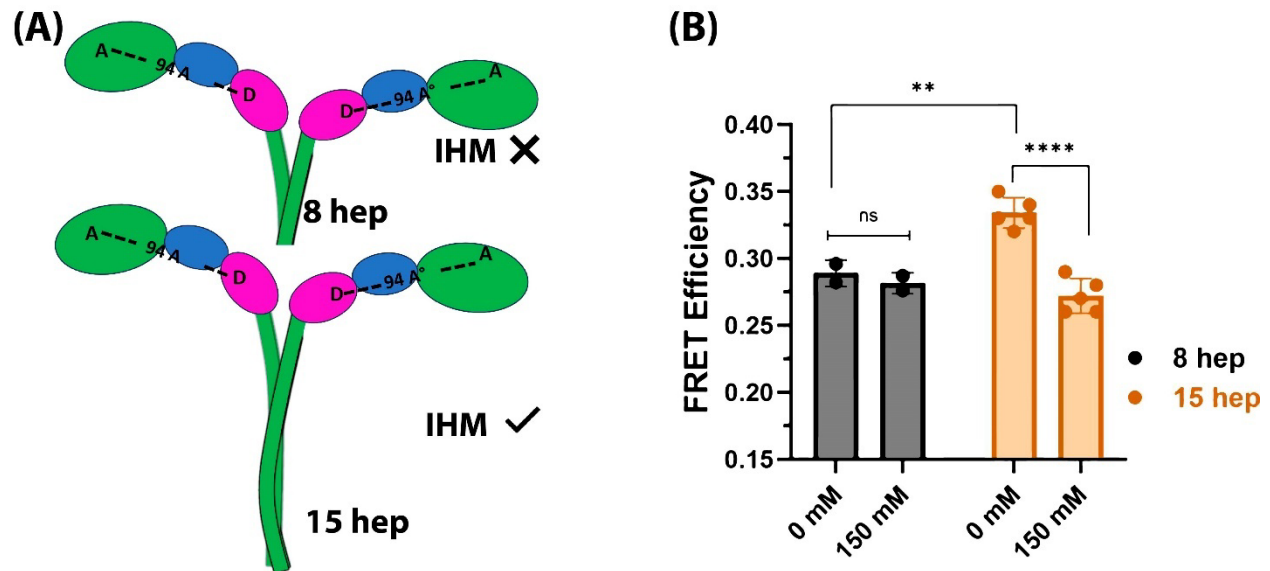 (A)
A
94 A
D
D
94 A°
A
IHM ✕
8 hep
A
94 A
D
D
94 A°
A
IHM ✓
15 hep
(B)
**
****
ns
FRET Efficiency
0.40
0.35
0.30
0.25
0.20
0.15
0 mM
150 mM
0 mM
150 mM
8 hep
15 hep